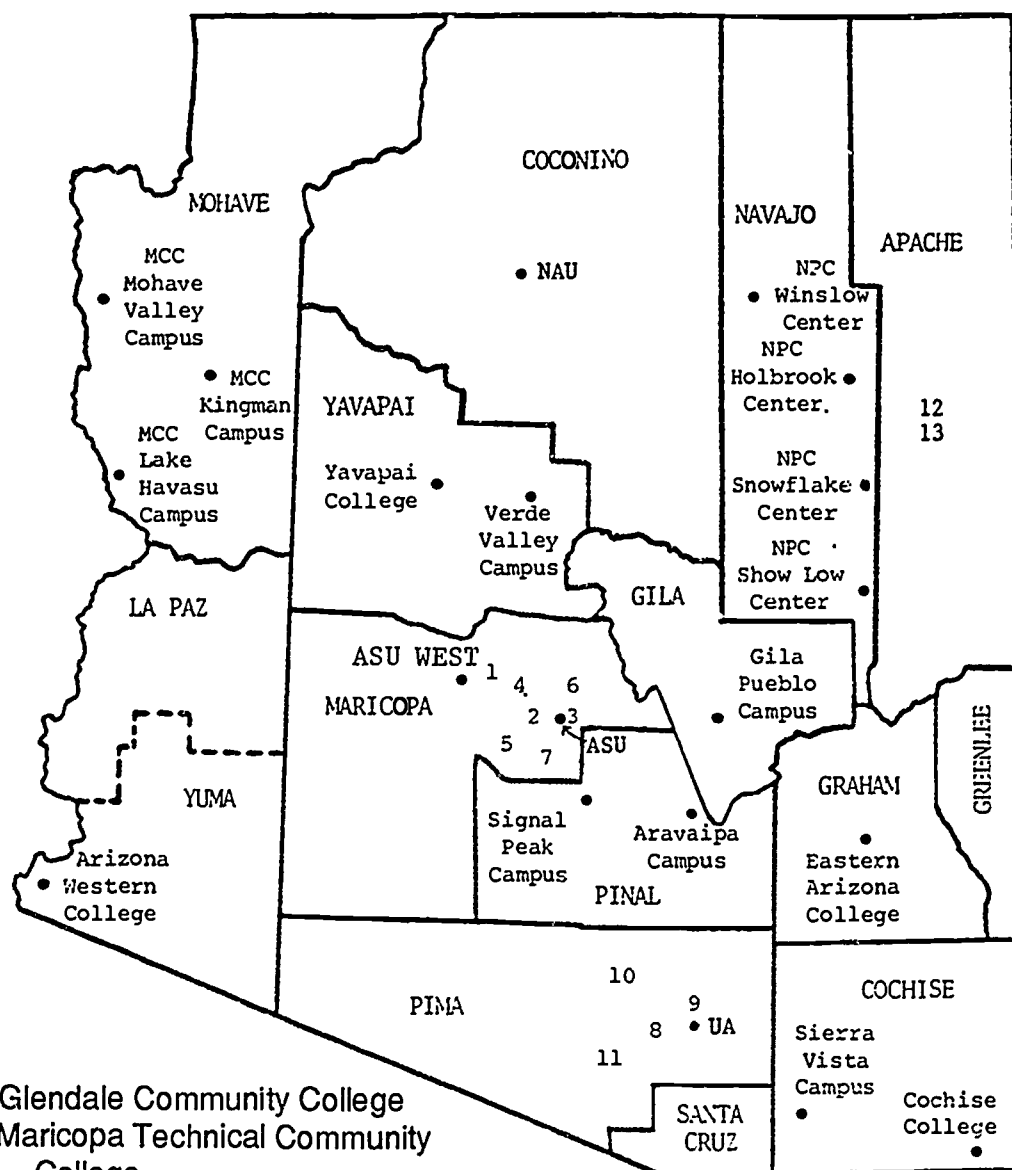 COCONINO
MOHAVE
NAVAJO
APACHE
MCC
Mohave
Valley
Campus
NAU
NPC
Winslow
Center
NPC
Holbrook
Center.
MCC
Kingman
Campus
YAVAPAI
12
13
MCC
Lake
Havasu
Campus
Yavapai
College
Verde
Valley
Campus
NPC
Snowflake
Center
NPC
Show Low
Center
LA PAZ
GILA
ASU WEST
1
4
6
MARICOPA
2
3
ASU
5
7
Gila
Pueblo
Campus
GREENLEE
YUMA
GRAHAM
Signal
Peak
Campus
Aravaipa
Campus
Arizona
Western
College
Eastern
Arizona
College
PINAL
COCHISE
PIMA
10
9
8
UA
11
Sierra
Vista
Campus
SANTA
CRUZ
Cochise
College
Glendale Community College
Maricopa Technical Community
College